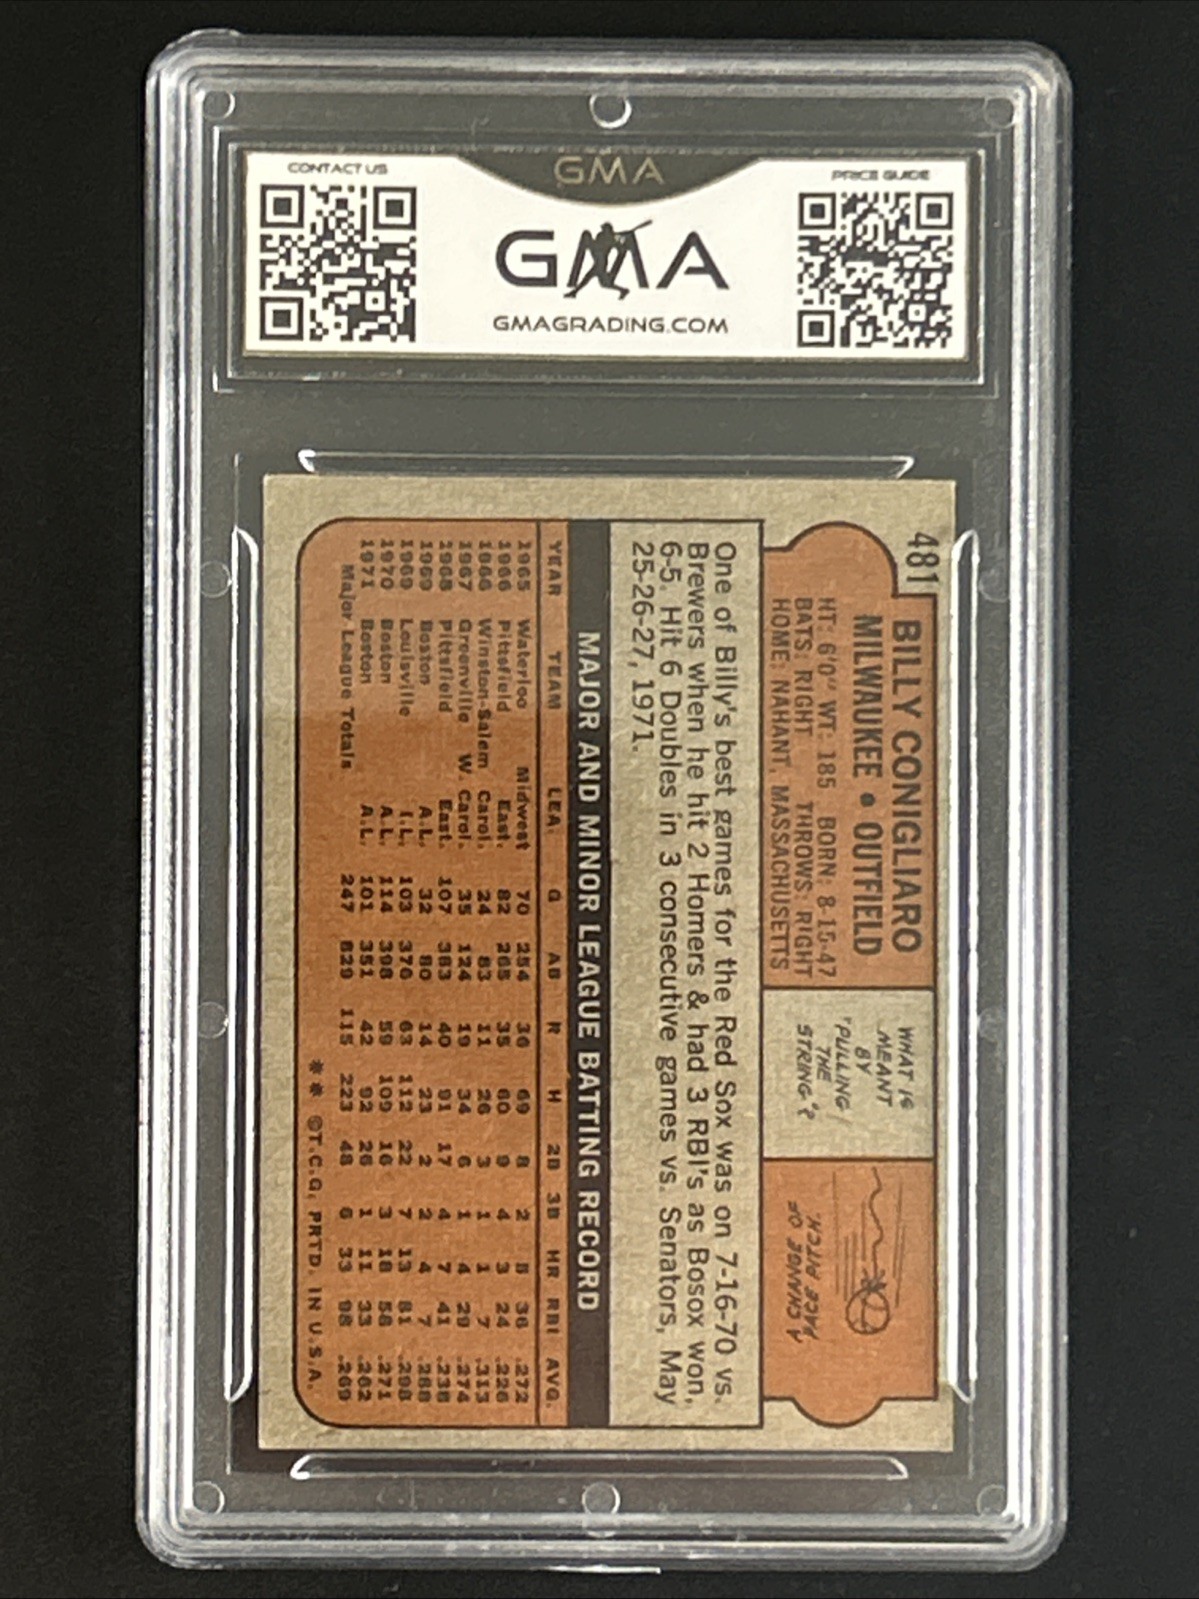 CONTACT US
GMA
PRICE GUIDE
GMA
GMAGRADING.COM
481
BILLY CONIGLIARO
MILWAUKEE • OUTFIELD
HT: 6'0" WT: 185 BORN: 8-15-47
BATS: RIGHT THROWS: RIGHT
HOME: NAHANT, MASSACHUSETTS
WHAT IS
MEANT
BY
"PULLING
THE
STRING"?
A CHANGE OF
PACE PITCH.
One of Billy's best games for the Red Sox was on 7-16-70 vs.
Brewers when he hit 2 Homers & had 3 RBI's as Bosox won,
6-5. Hit 6 Doubles in 3 consecutive games vs. Senators, May
25-26-27, 1971.
MAJOR AND MINOR LEAGUE BATTING RECORD
YEAR TEAM LEA. G AB R H 2B 3B HR RBI AVG.
1965 Waterloo Midwest 70 254 36 69 8 2 5 36 .272
1966 Pittsfield East. 82 265 35 60 9 4 3 24 .226
1966 Winston-Salem Carol. 24 83 11 26 3 1 1 7 .313
1967 Greenville W. Carol. 35 124 19 34 6 1 4 29 .274
1968 Pittsfield East. 107 383 40 91 17 4 7 41 .238
1969 Boston A.L. 32 80 14 23 2 2 4 7 .288
1969 Louisville I.L. 103 376 63 112 22 7 13 81 .298
1970 Boston A.L. 114 398 59 109 16 3 18 58 .271
1971 Boston A.L. 101 351 42 92 26 1 11 33 .262
Major League Totals 247 829 115 223 48 6 33 98 .269
** ©T.C.G. PRTD. IN U.S.A.